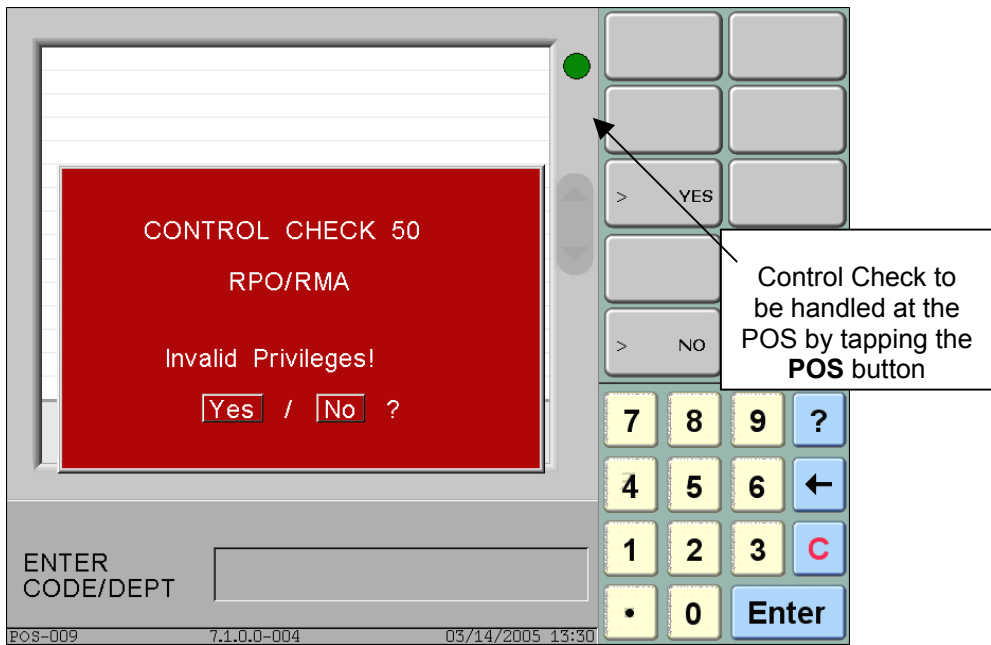 CONTROL CHECK 50
RPO/RMA
Invalid Privileges!
Yes / No ?
> YES
> NO
Control Check to
be handled at the
POS by tapping the
POS button
7 8 9 ?
4 5 6 ←
1 2 3 C
. 0 Enter
ENTER
CODE/DEPT
POS-009 7.1.0.0-004 03/14/2005 13:30